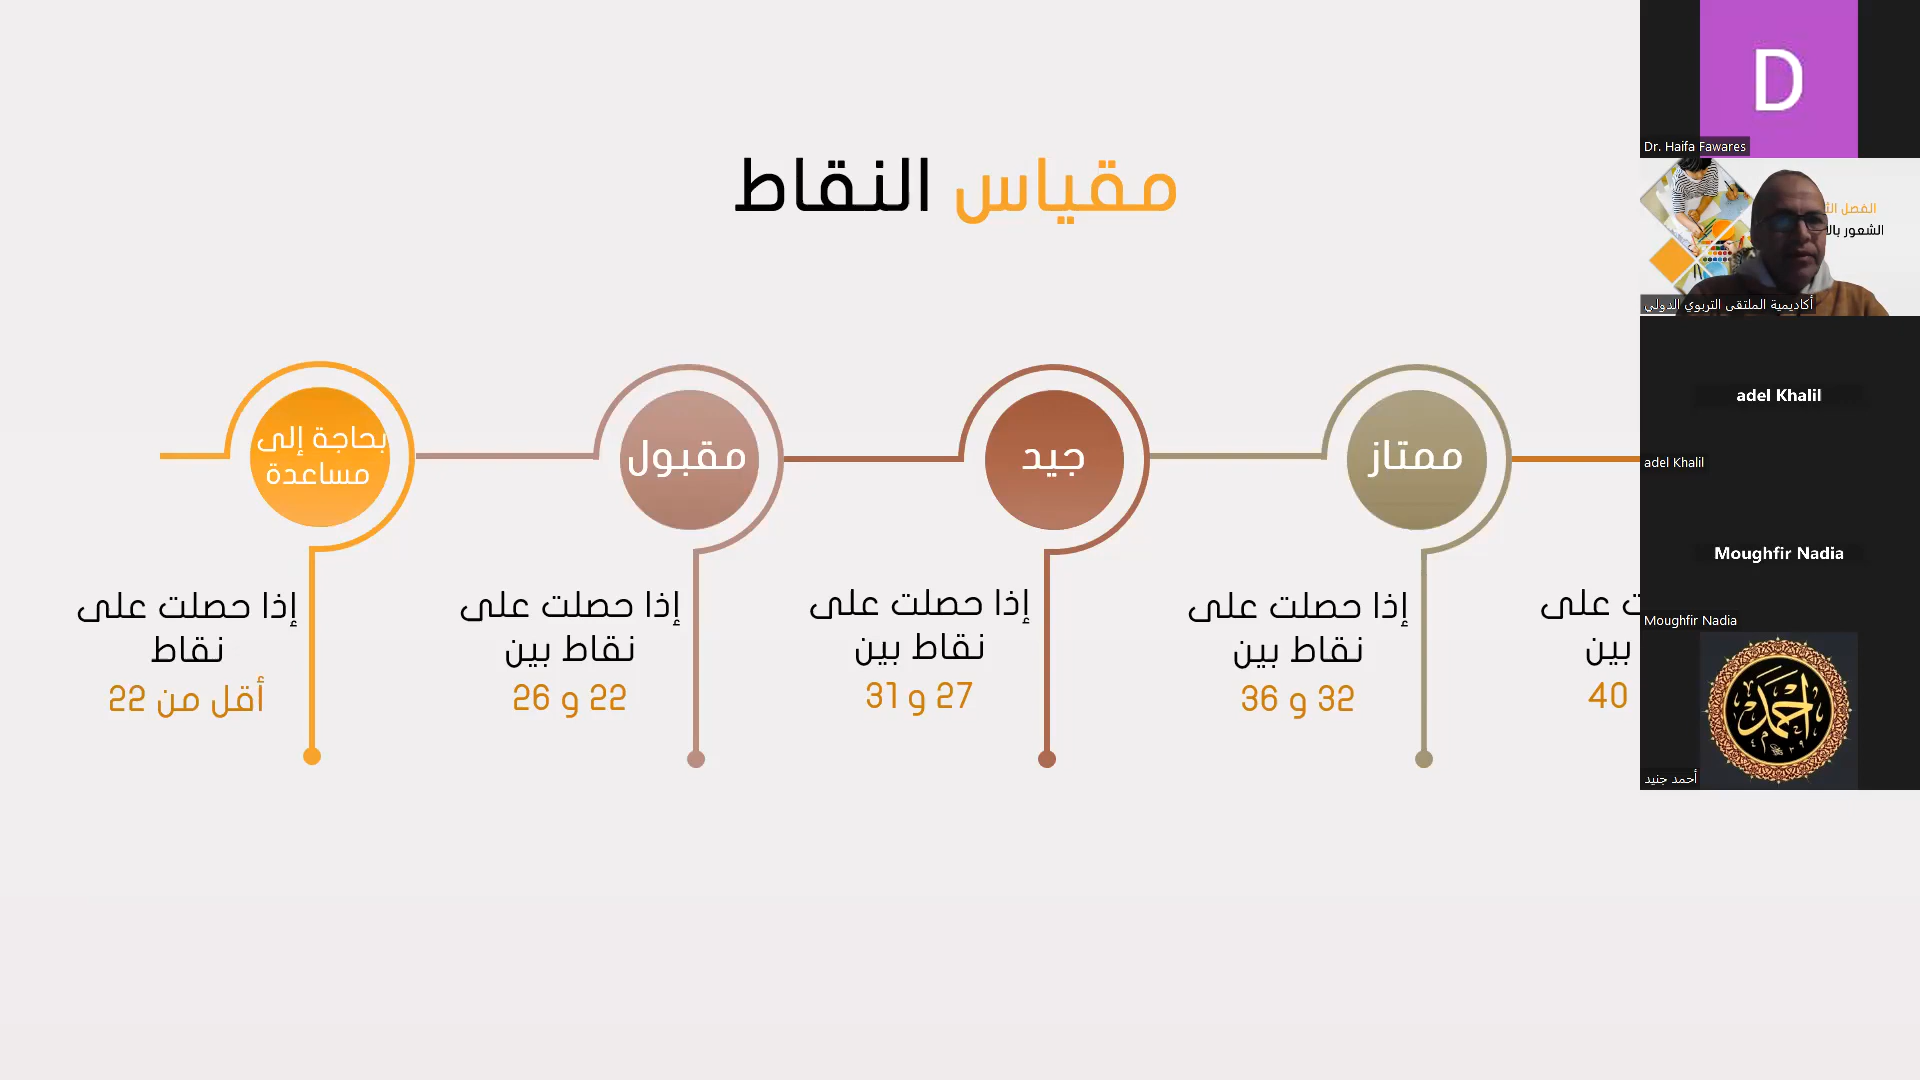 مقياس النقاط
ممتاز
إذا حصلت على
نقاط بين
32 و 36
جيد
إذا حصلت على
نقاط بين
27 و 31
مقبول
إذا حصلت على
نقاط بين
22 و 26
بحاجة إلى
مساعدة
إذا حصلت على
نقاط
أقل من 22
على
بين
40
D
Dr. Haifa Fawares
الفصل
الشعور
أكاديمية الملتقى التربوي الدولي
adel Khalil
adel Khalil
Moughfir Nadia
Moughfir Nadia
أحمد
أحمد جنيد